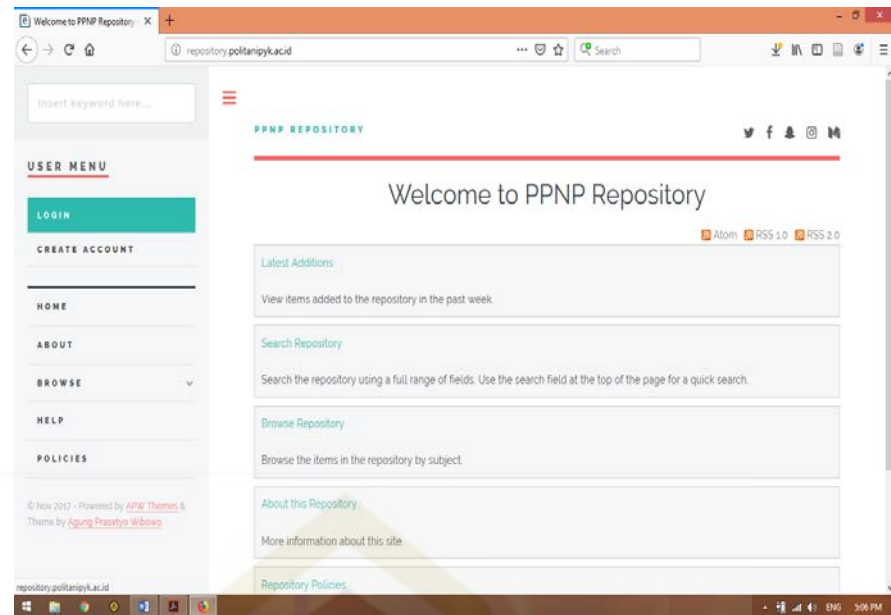 Welcome to PPNP Repository -
repository.politanipyk.ac.id
Search
Insert keyword here...
USER MENU
LOGIN
CREATE ACCOUNT
HOME
ABOUT
BROWSE
HELP
POLICIES
© Nov 2017 - Powered by APW Themes &
Theme by Agung Prasetyo Wibowo.
PPNP REPOSITORY
Welcome to PPNP Repository
Atom RSS 1.0 RSS 2.0
Latest Additions
View items added to the repository in the past week.
Search Repository
Search the repository using a full range of fields. Use the search field at the top of the page for a quick search.
Browse Repository
Browse the items in the repository by subject.
About this Repository
More information about this site.
Repository Policies
repository.politanipyk.ac.id
ENG 5:06 PM